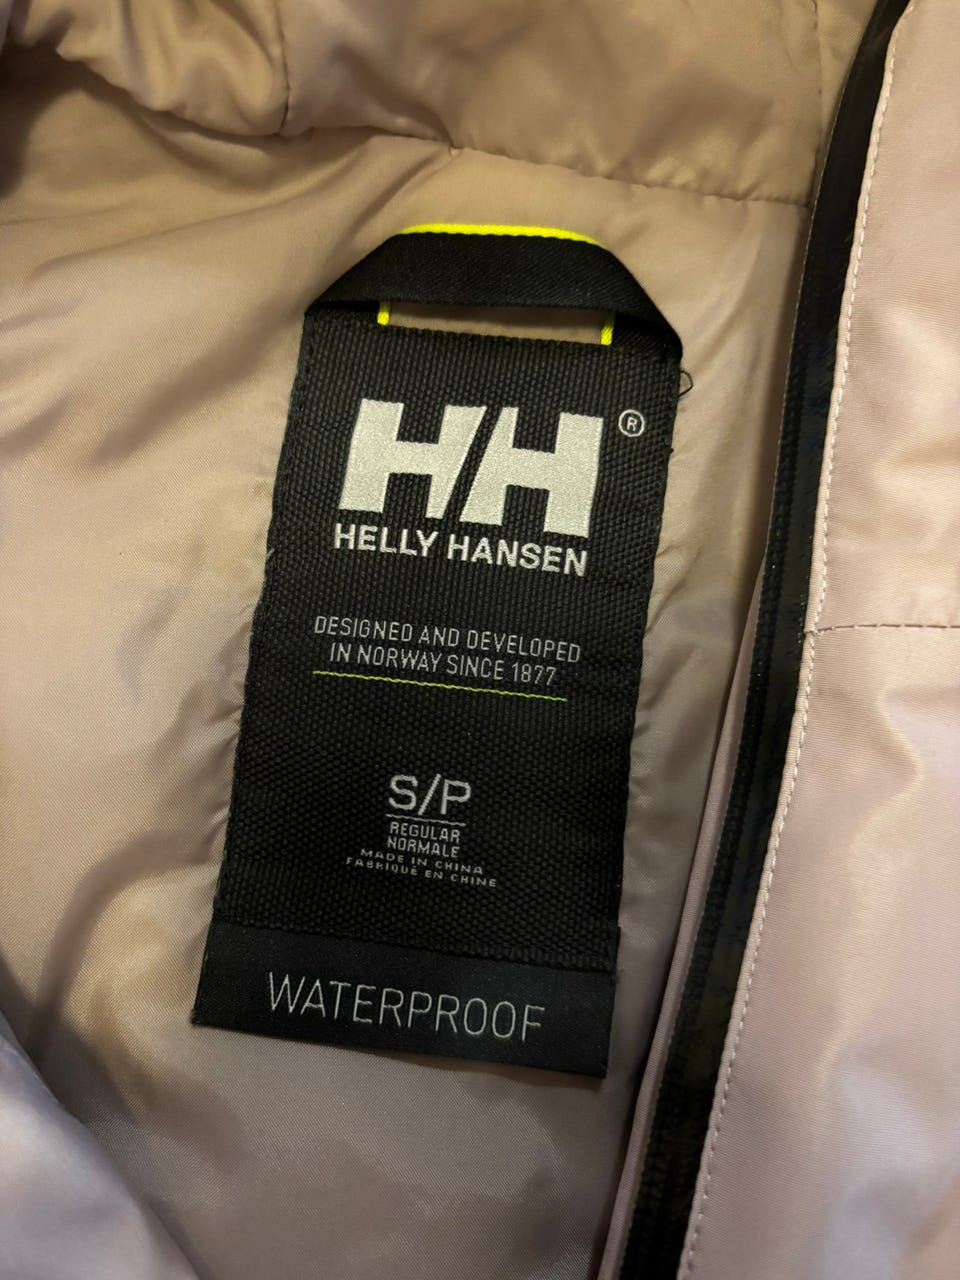 HH®
HELLY HANSEN
DESIGNED AND DEVELOPED
IN NORWAY SINCE 1877
S/P
REGULAR
NORMALE
MADE IN CHINA
FABRIQUÉ EN CHINE
WATERPROOF